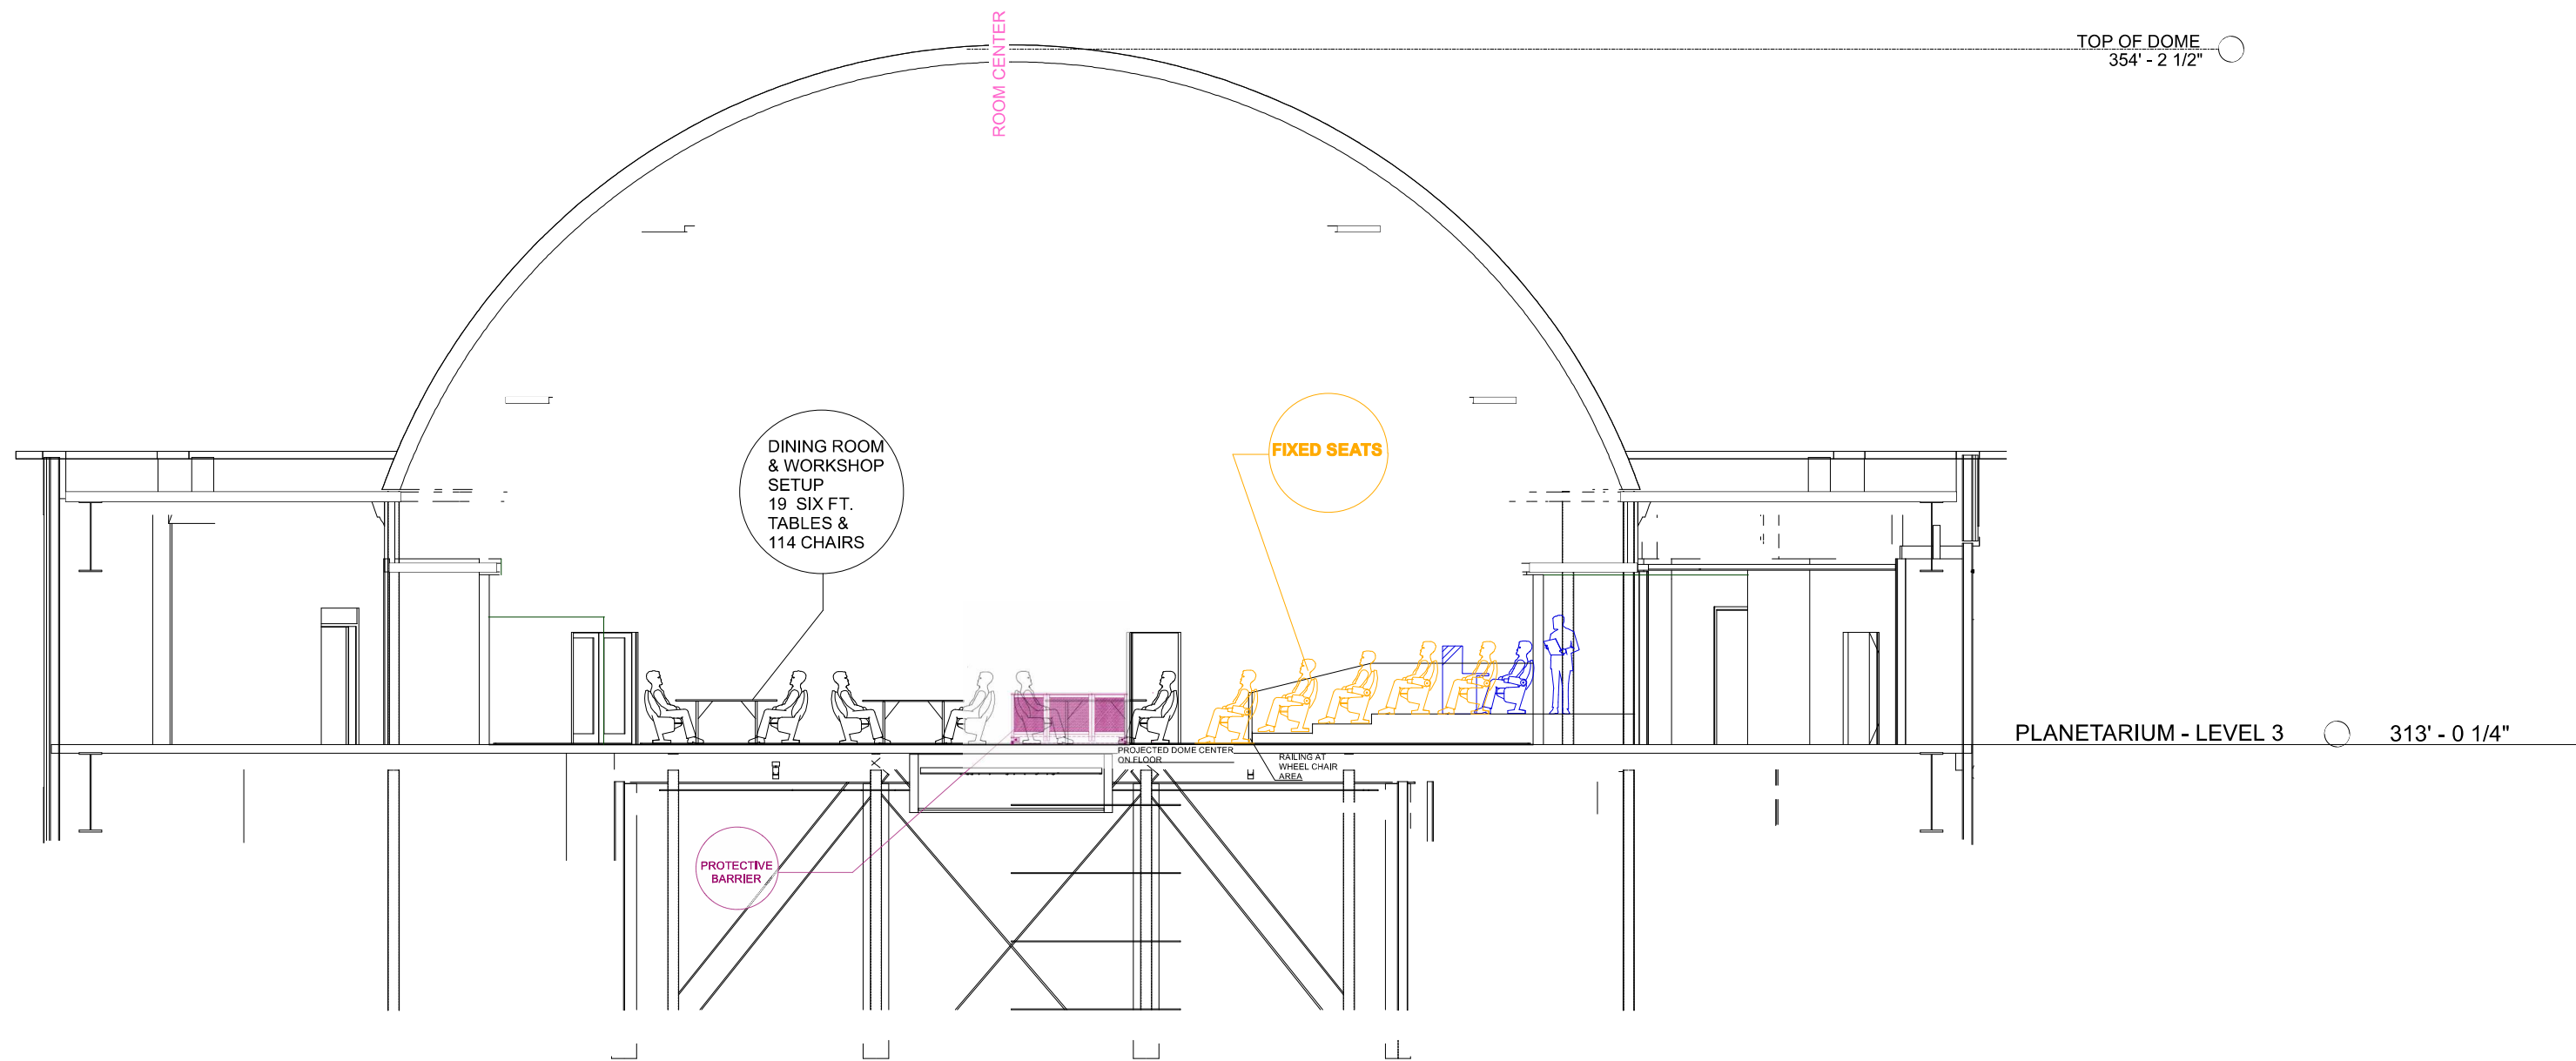 ROOM CENTER
TOP OF DOME
354' - 2 1/2"
DINING ROOM
& WORKSHOP
SETUP
19 SIX FT.
TABLES &
114 CHAIRS
FIXED SEATS
PLANETARIUM - LEVEL 3
313' - 0 1/4"
PROJECTED DOME CENTER
ON FLOOR
RAILING AT
WHEEL CHAIR
AREA
PROTECTIVE
BARRIER